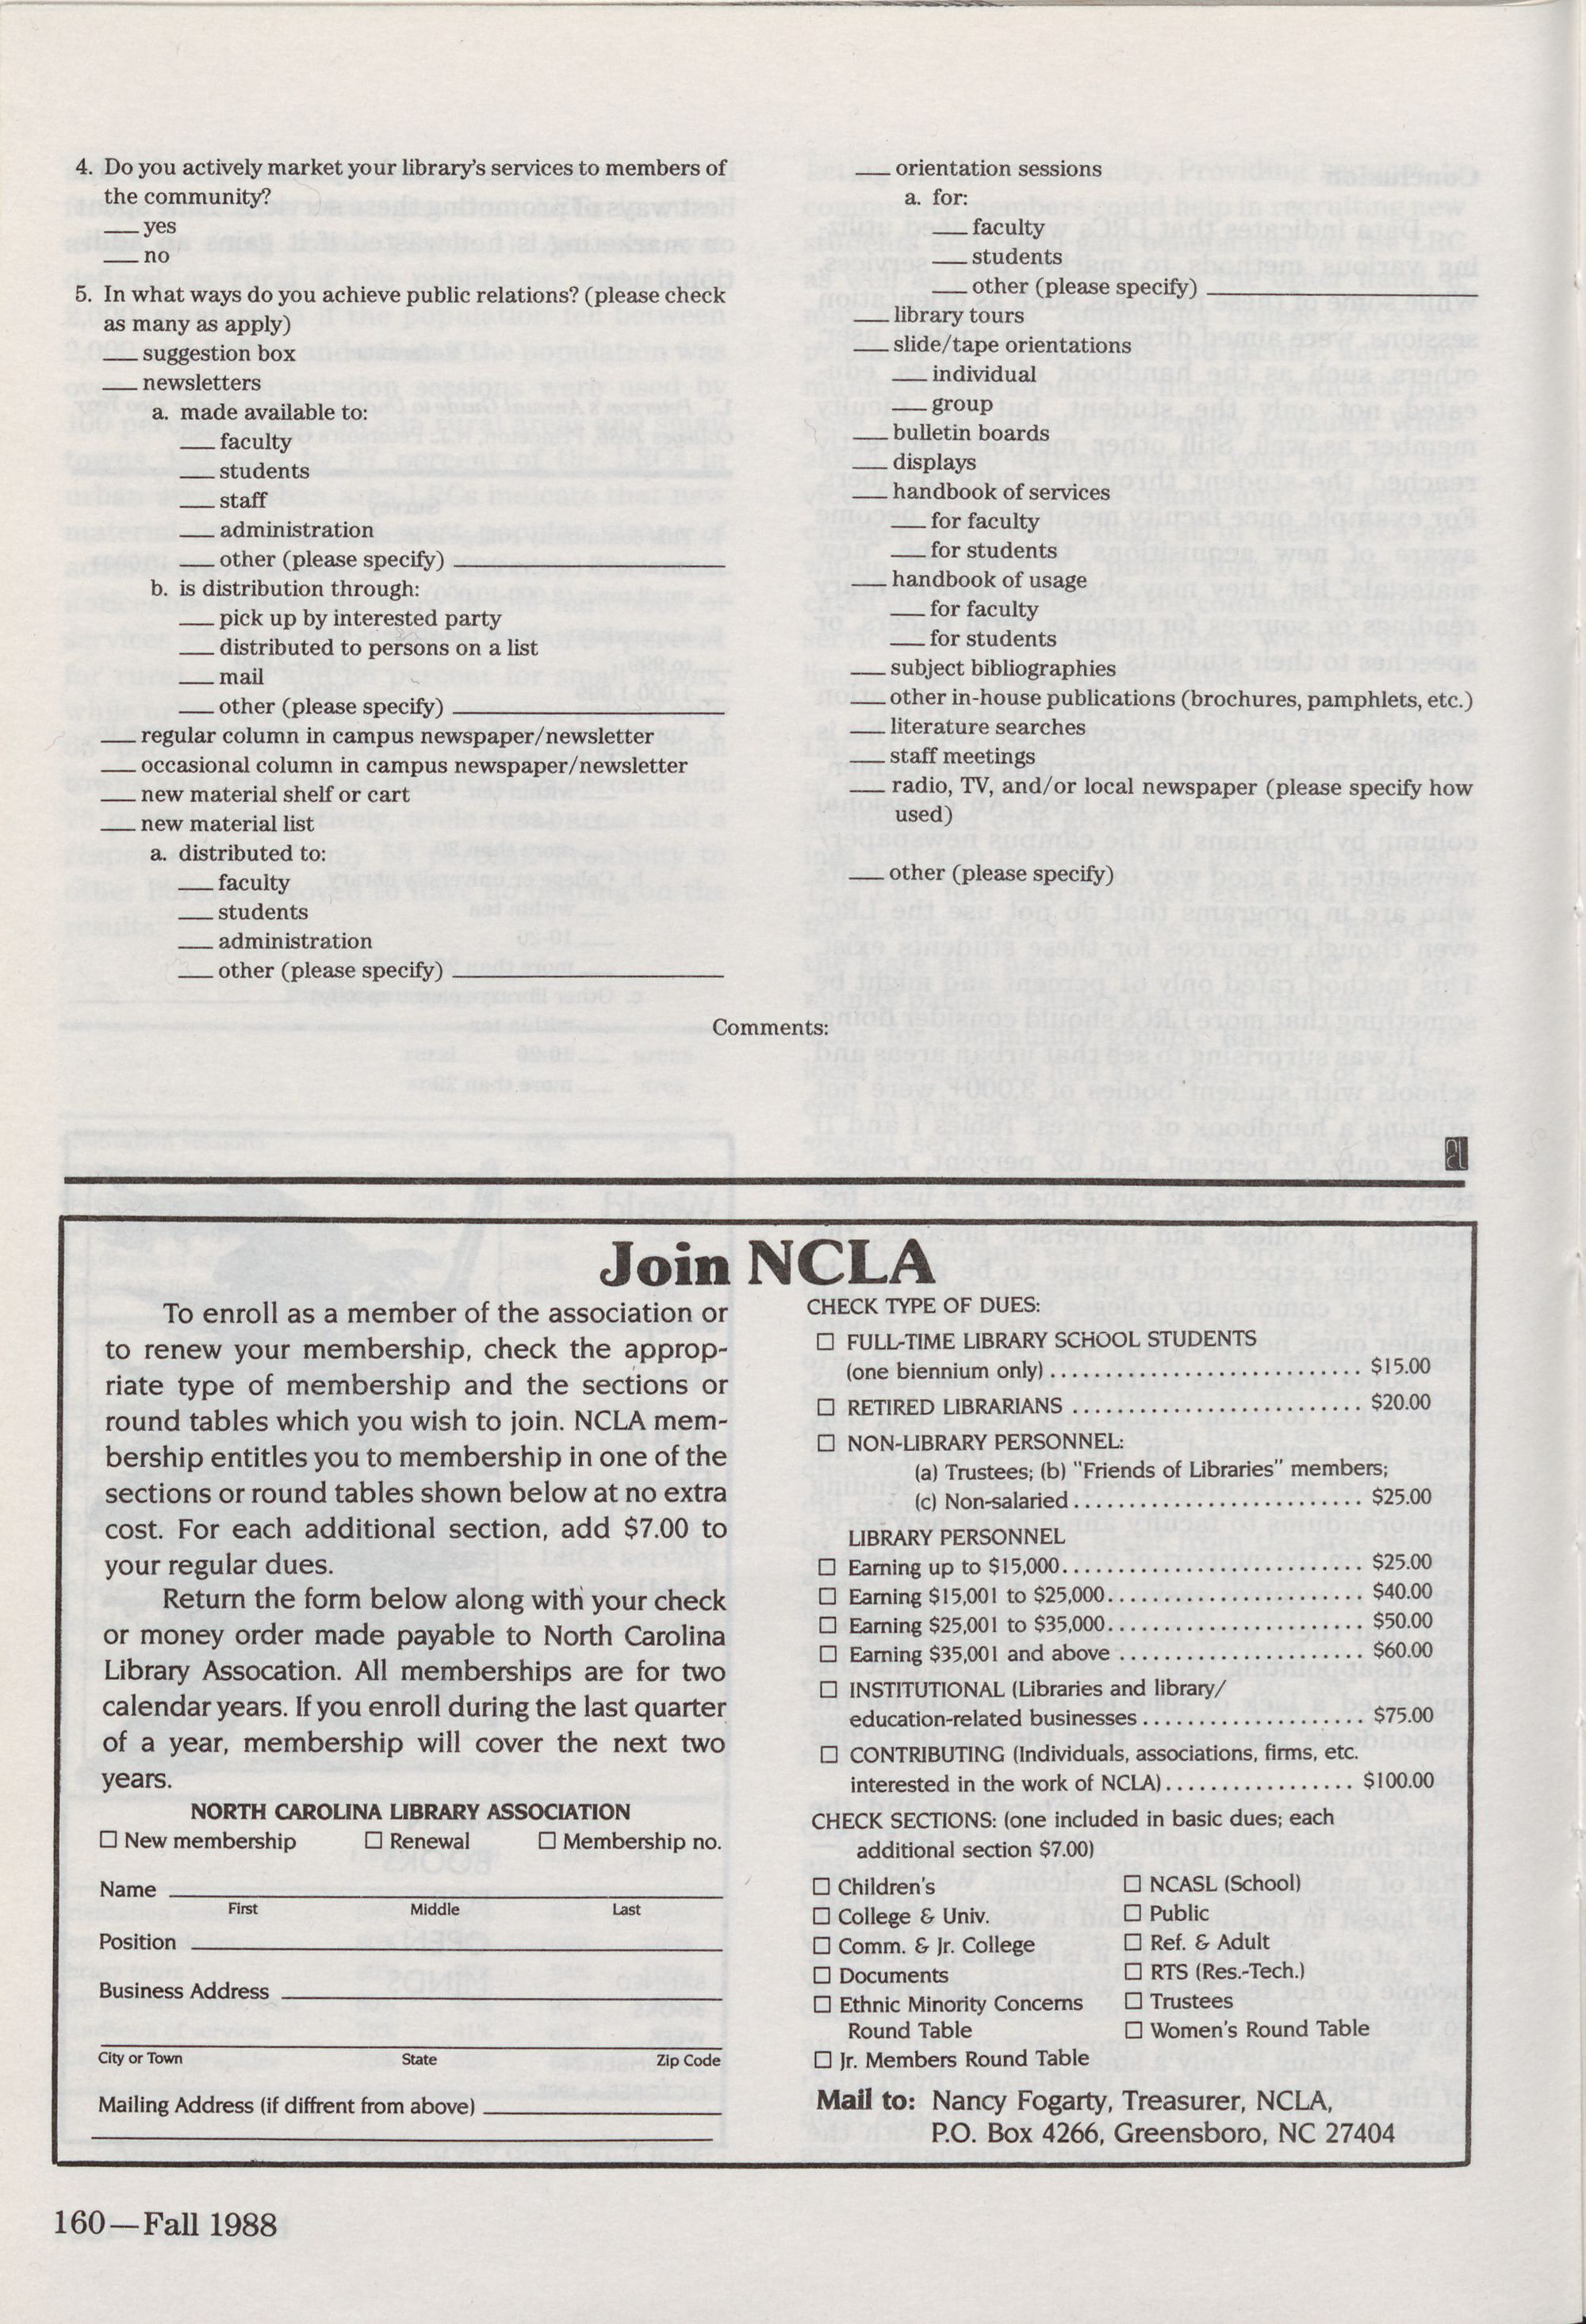 4. Do you actively market your library's services to members of
the community?
___ yes
___ no
5. In what ways do you achieve public relations? (please check
as many as apply)
___ suggestion box
___ newsletters
a. made available to:
___ faculty
___ students
___ staff
___ administration
___ other (please specify) ___
b. is distribution through:
___ pick up by interested party
___ distributed to persons on a list
___ mail
___ other (please specify) ___
___ regular column in campus newspaper/newsletter
___ occasional column in campus newspaper/newsletter
___ new material shelf or cart
___ new material list
a. distributed to:
___ faculty
___ students
___ administration
___ other (please specify) ___
___ orientation sessions
a. for:
___ faculty
___ students
___ other (please specify) ___
___ library tours
___ slide/tape orientations
___ individual
___ group
___ bulletin boards
___ displays
___ handbook of services
___ for faculty
___ for students
___ handbook of usage
___ for faculty
___ for students
___ subject bibliographies
___ other in-house publications (brochures, pamphlets, etc.)
___ literature searches
___ staff meetings
___ radio, TV, and/or local newspaper (please specify how
used)
___ other (please specify)
Comments:
Join NCLA
To enroll as a member of the association or
to renew your membership, check the approp-
riate type of membership and the sections or
round tables which you wish to join. NCLA mem-
bership entitles you to membership in one of the
sections or round tables shown below at no extra
cost. For each additional section, add $7.00 to
your regular dues.
Return the form below along with your check
or money order made payable to North Carolina
Library Assocation. All memberships are for two
calendar years. If you enroll during the last quarter
of a year, membership will cover the next two
years.
NORTH CAROLINA LIBRARY ASSOCIATION
☐ New membership ☐ Renewal ☐ Membership no.
Name ___
First Middle Last
Position ___
Business Address ___
City or Town State Zip Code
Mailing Address (if diffrent from above) ___
CHECK TYPE OF DUES:
☐ FULL-TIME LIBRARY SCHOOL STUDENTS
(one biennium only) ............................ $15.00
☐ RETIRED LIBRARIANS .......................... $20.00
☐ NON-LIBRARY PERSONNEL:
(a) Trustees; (b) "Friends of Libraries" members;
(c) Non-salaried .......................... $25.00
LIBRARY PERSONNEL
☐ Earning up to $15,000........................... $25.00
☐ Earning $15,001 to $25,000....................... $40.00
☐ Earning $25,001 to $35,000....................... $50.00
☐ Earning $35,001 and above ...................... $60.00
☐ INSTITUTIONAL (Libraries and library/
education-related businesses .................... $75.00
☐ CONTRIBUTING (Individuals, associations, firms, etc.
interested in the work of NCLA)................. $100.00
CHECK SECTIONS: (one included in basic dues; each
additional section $7.00)
☐ Children's
☐ College & Univ.
☐ Comm. & Jr. College
☐ Documents
☐ Ethnic Minority Concerns
Round Table
☐ Jr. Members Round Table
☐ NCASL (School)
☐ Public
☐ Ref. & Adult
☐ RTS (Res.-Tech.)
☐ Trustees
☐ Women's Round Table
Mail to: Nancy Fogarty, Treasurer, NCLA,
P.O. Box 4266, Greensboro, NC 27404
160—Fall 1988